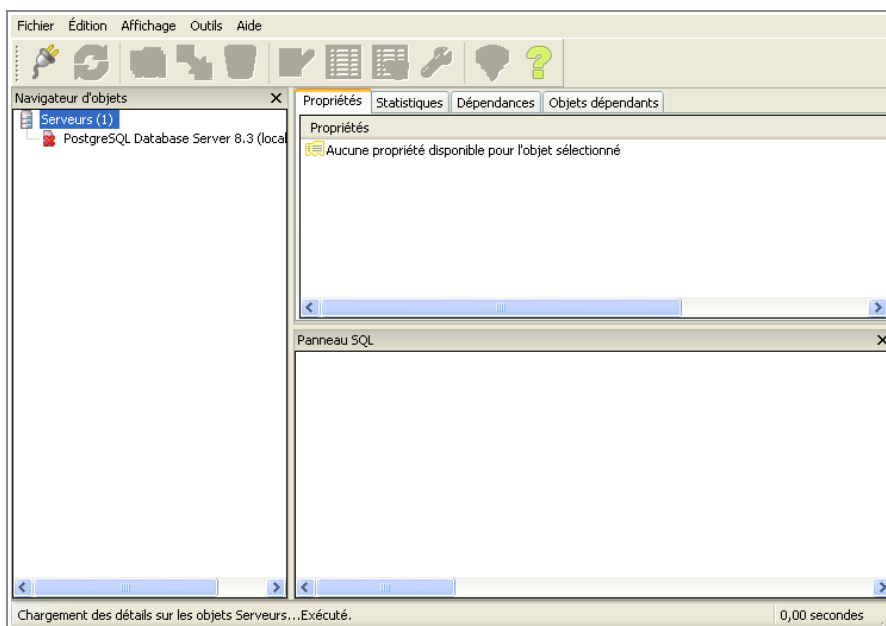 Fichier Édition Affichage Outils Aide
Navigateur d'objets
Serveurs (1)
PostgreSQL Database Server 8.3 (local
Propriétés Statistiques Dépendances Objets dépendants
Propriétés
Aucune propriété disponible pour l'objet sélectionné
Panneau SQL
Chargement des détails sur les objets Serveurs...Exécuté. 0,00 secondes